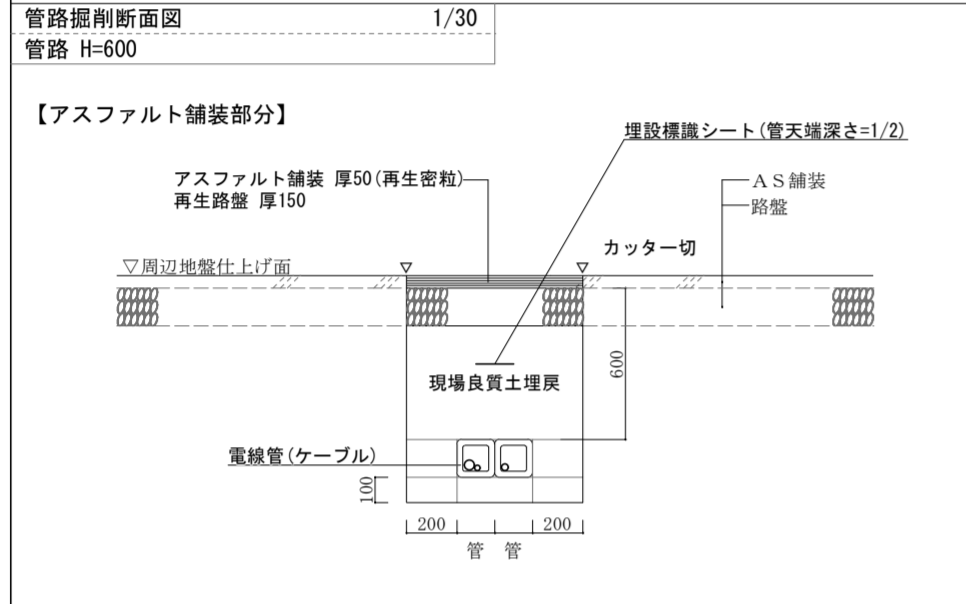 管路掘削断面図 1/30
管路 H=600
【アスファルト舗装部分】
埋設標識シート(管天端深さ=1/2)
アスファルト舗装 厚50(再生密粒)
再生路盤 厚150
AS舗装
路盤
カッター切
▽周辺地盤仕上げ面
600
現場良質土埋戻
電線管(ケーブル)
100
200 200
管 管